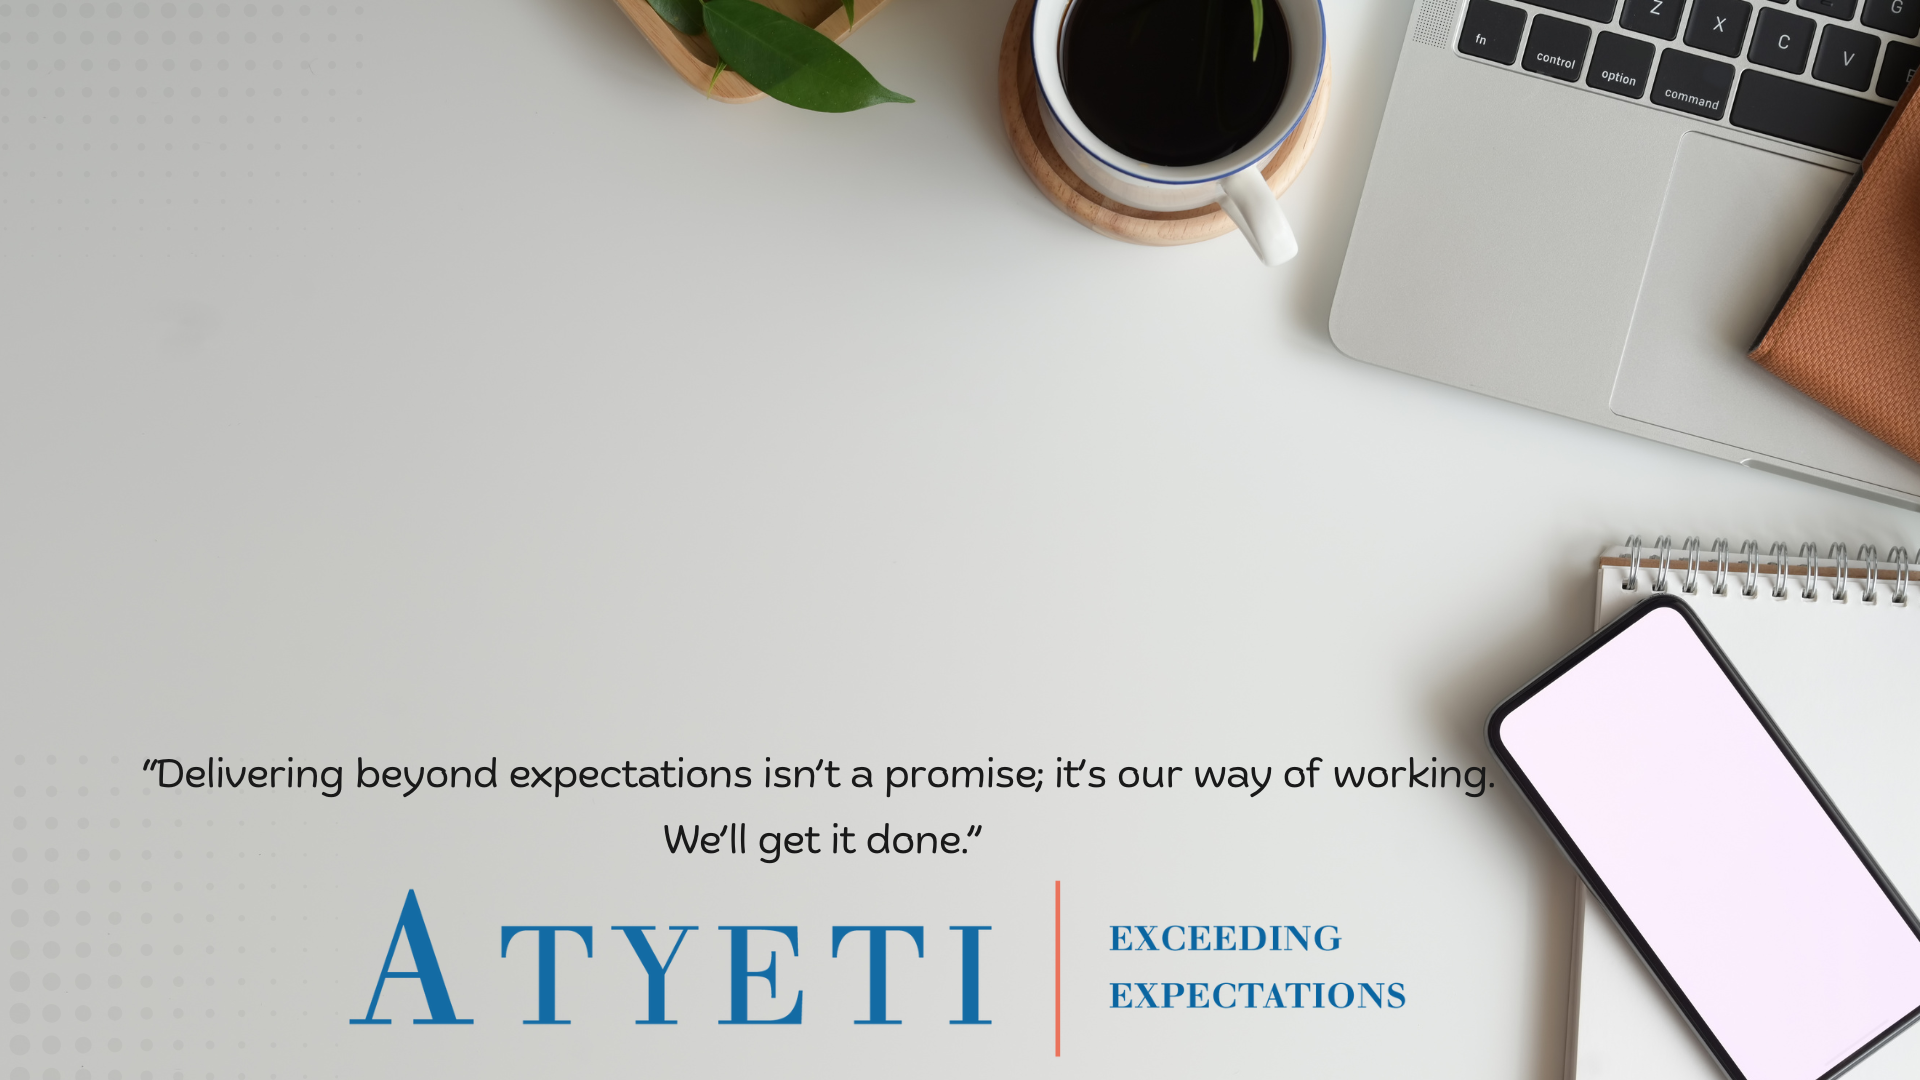 Z X C V G
fn control option command
“Delivering beyond expectations isn’t a promise; it’s our way of working.
We’ll get it done.”
ATYETI
EXCEEDING
EXPECTATIONS